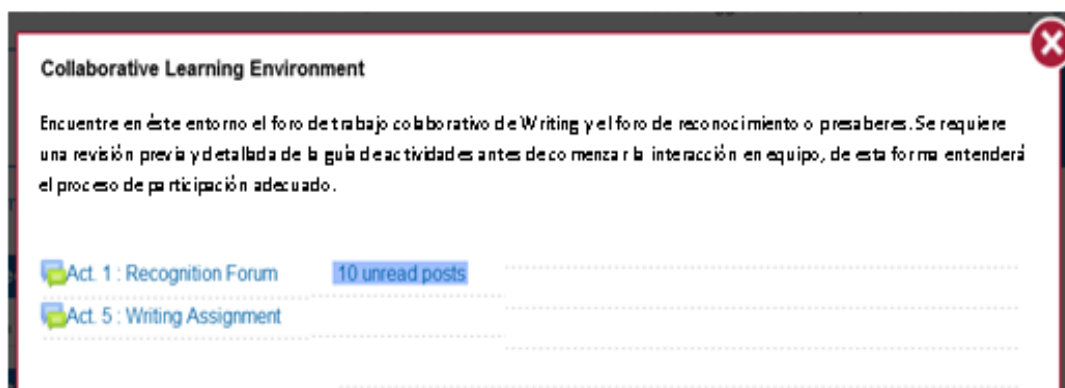 Collaborative Learning Environment
Encuentre en éste entorno el foro de trabajo colaborativo de Writing y el foro de reconocimiento o presaberes. Se requiere
una revisión previa y detallada de la guía de actividades antes de comenzar la interacción en equipo, de esta forma entenderá
el proceso de participación adecuado.
Act. 1 : Recognition Forum 10 unread posts
Act. 5 : Writing Assignment